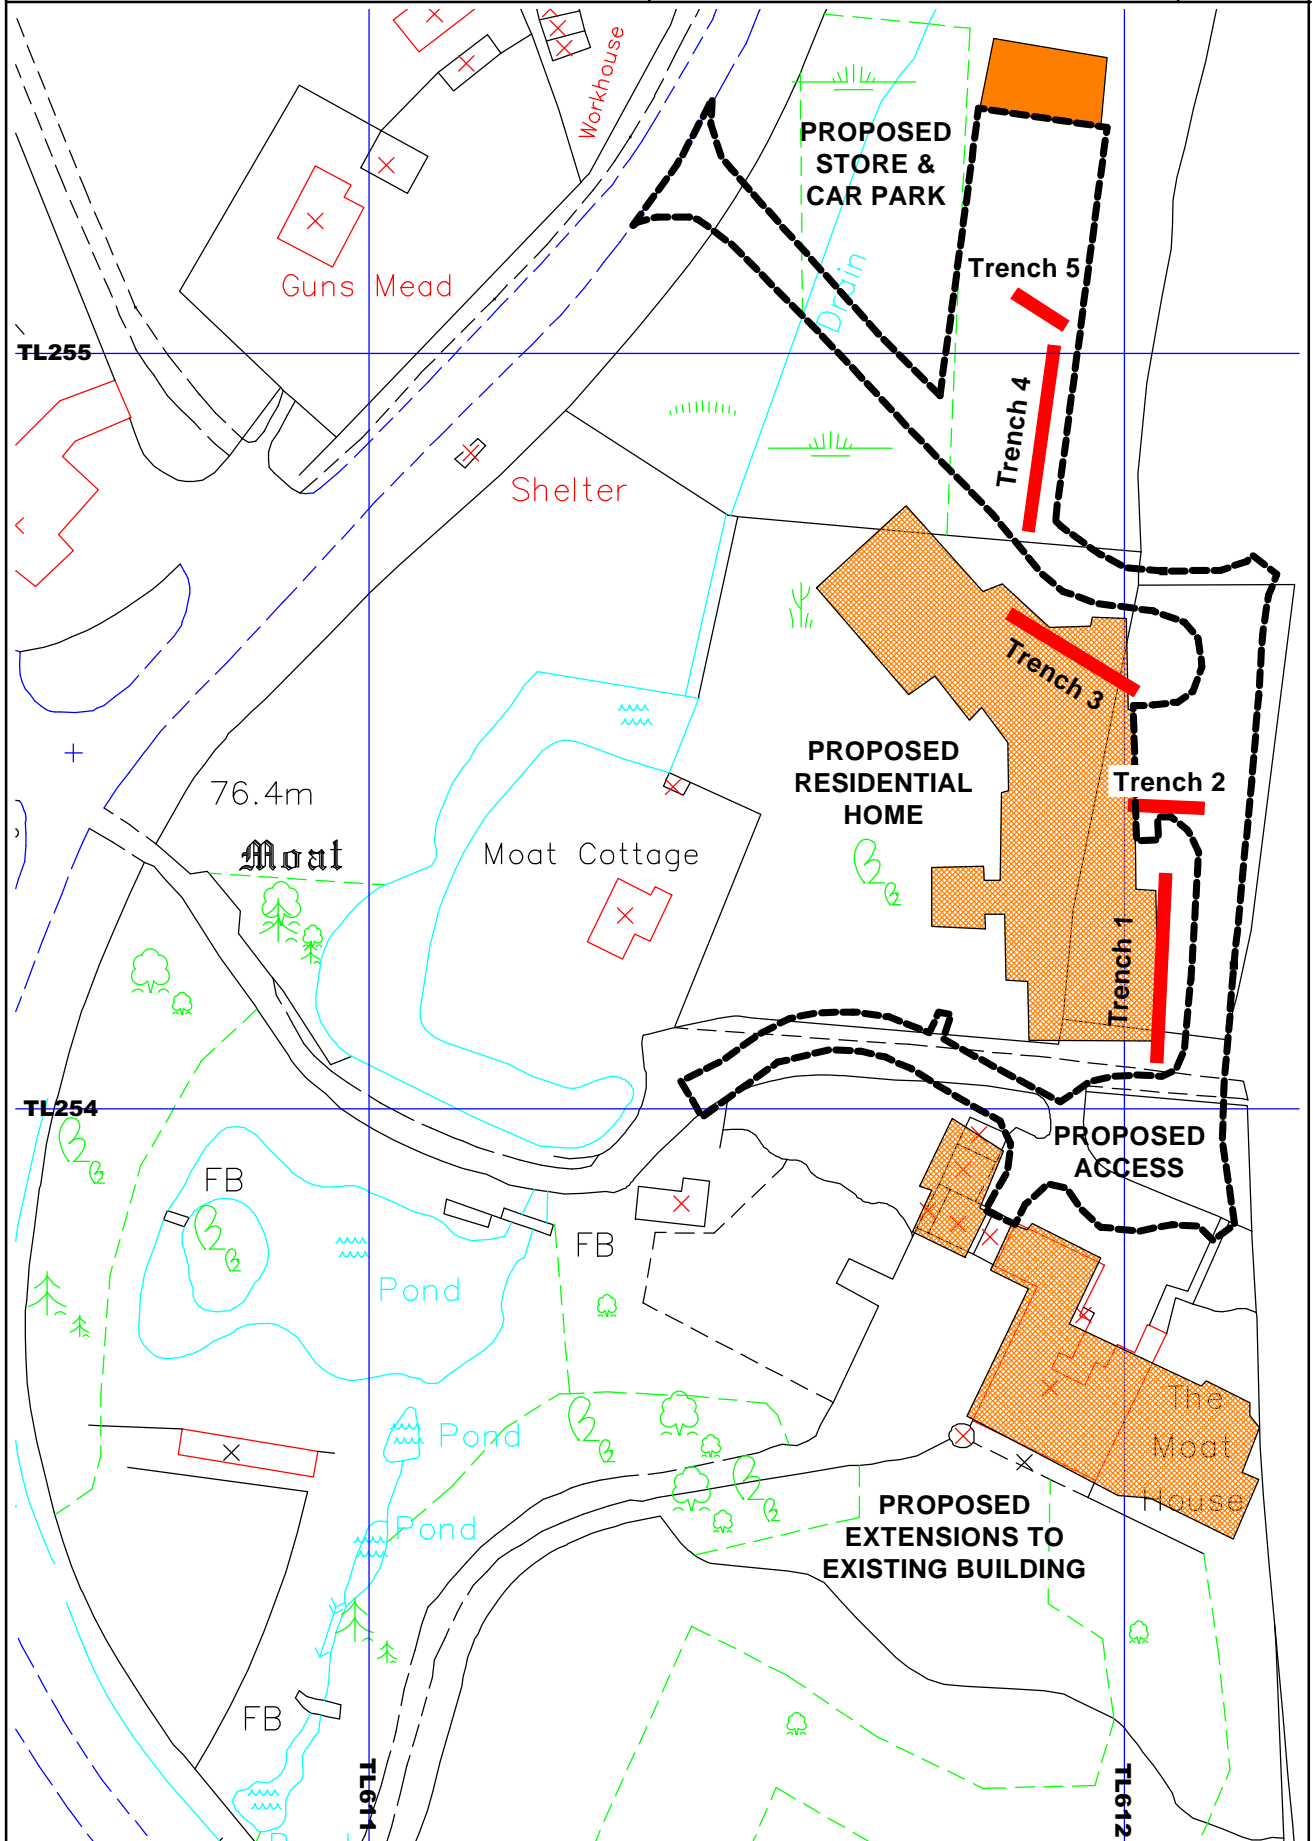 Workhouse
PROPOSED
STORE &
CAR PARK
Guns Mead
Drain
Trench 5
TL255
Trench 4
Shelter
Trench 3
PROPOSED
RESIDENTIAL
HOME
Trench 2
76.4m
Moat
Moat Cottage
Trench 1
TL254
PROPOSED
ACCESS
FB
FB
Pond
The
Moat
House
Pond
Pond
PROPOSED
EXTENSIONS TO
EXISTING BUILDING
FB
TL611
TL612